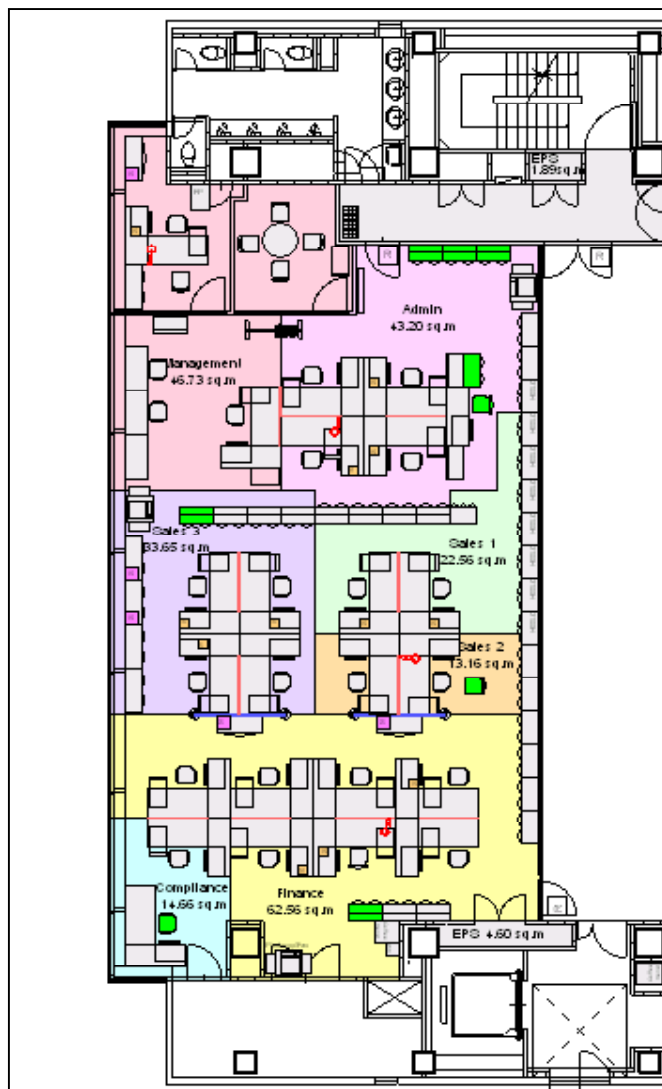 EPS
1.89sq.m
Admin
43.20 sq.m
Management
46.73 sq.m
Sales 3
33.65 sq.m
Sales 1
22.56 sq.m
Sales 2
13.16 sq.m
Compliance
14.66 sq.m
Finance
62.56 sq.m
EPS 4.60 sq.m